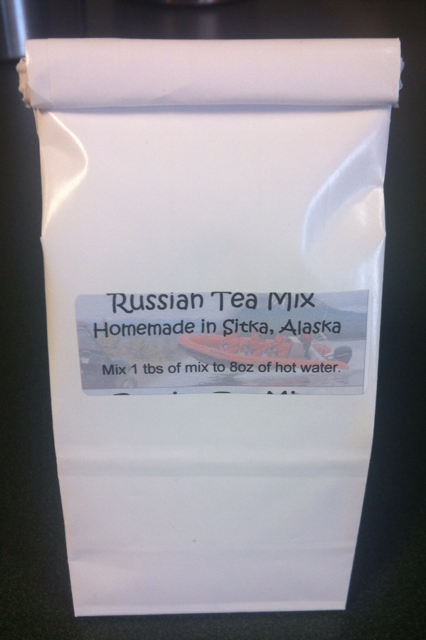 Russian Tea Mix
Homemade in Sitka, Alaska
Mix 1 tbs of mix to 8oz of hot water.